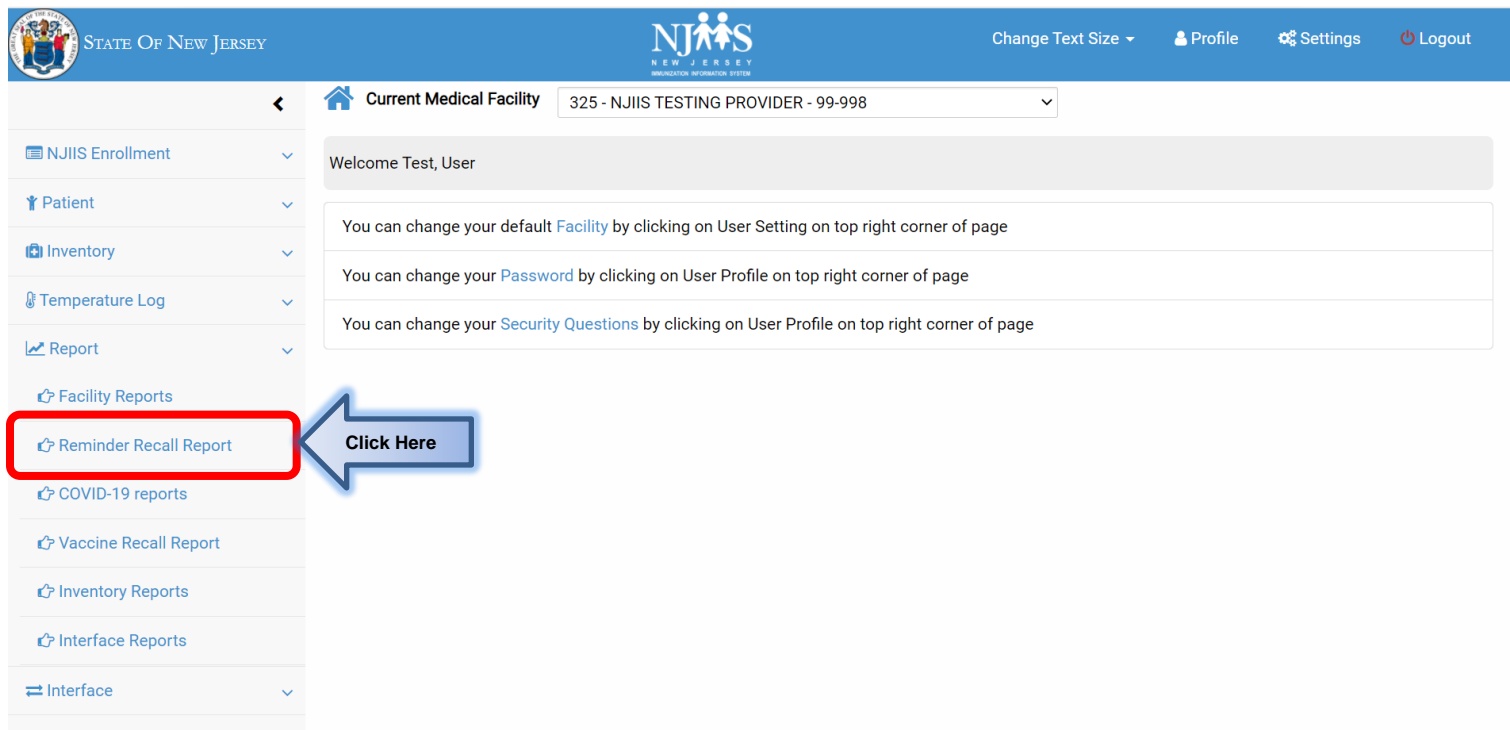 STATE OF NEW JERSEY
NJIIS
NEW JERSEY
IMMUNIZATION INFORMATION SYSTEM
Change Text Size
Profile
Settings
Logout
Current Medical Facility
325 - NJIIS TESTING PROVIDER - 99-998
NJIIS Enrollment
Patient
Inventory
Temperature Log
Report
Facility Reports
Reminder Recall Report
COVID-19 reports
Vaccine Recall Report
Inventory Reports
Interface Reports
Interface
Welcome Test, User
You can change your default Facility by clicking on User Setting on top right corner of page
You can change your Password by clicking on User Profile on top right corner of page
You can change your Security Questions by clicking on User Profile on top right corner of page
Click Here